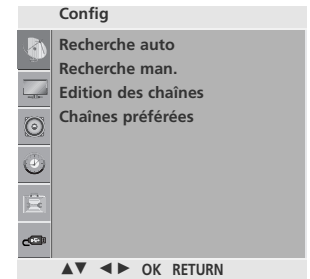 Config
Recherche auto
Recherche man.
Edition des chaînes
Chaînes préférées
▲▼ ◄► OK RETURN